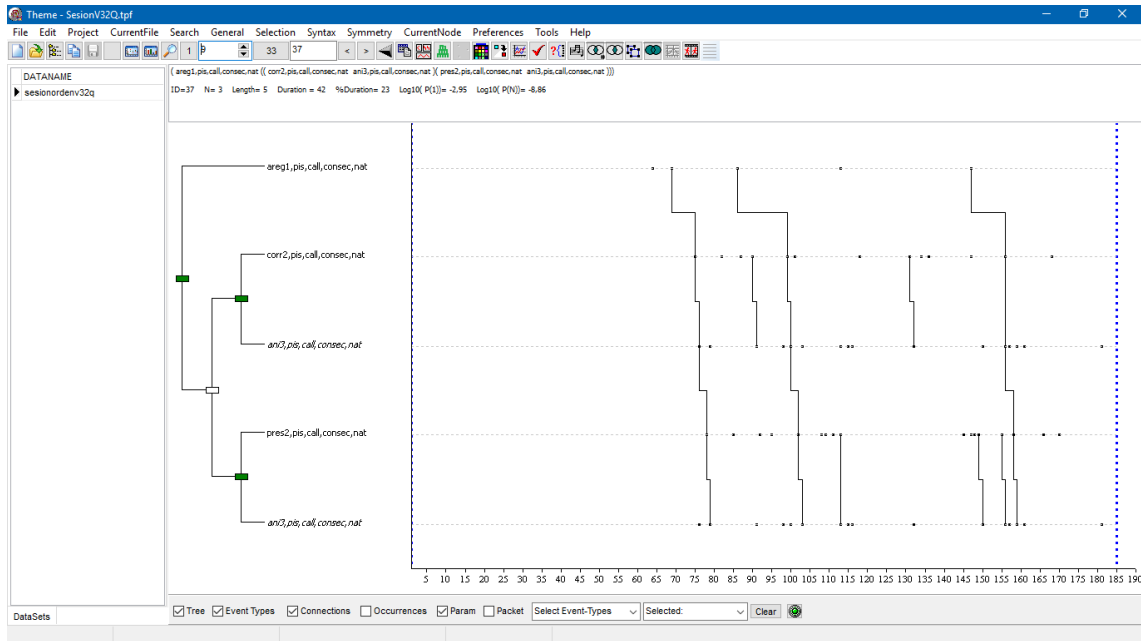 Theme - SesionV32Q.tpf
File Edit Project CurrentFile Search General Selection Syntax Symmetry CurrentNode Preferences Tools Help
1 9 33 37 < >
DATANAME
sesionordenv32q
( areg1,pis,call,consec,nat (( corr2,pis,call,consec,nat ani3,pis,call,consec,nat )( pres2,pis,call,consec,nat ani3,pis,call,consec,nat )))
ID=37 N= 3 Length= 5 Duration = 42 %Duration= 23 Log10( P(1))= -2,95 Log10( P(N))= -8,86
areg1,pis,call,consec,nat
corr2,pis,call,consec,nat
ani3,pis,call,consec,nat
pres2,pis,call,consec,nat
ani3,pis,call,consec,nat
5 10 15 20 25 30 35 40 45 50 55 60 65 70 75 80 85 90 95 100 105 110 115 120 125 130 135 140 145 150 155 160 165 170 175 180 185 190
DataSets
Tree Event Types Connections Occurrences Param Packet Select Event-Types Selected: Clear